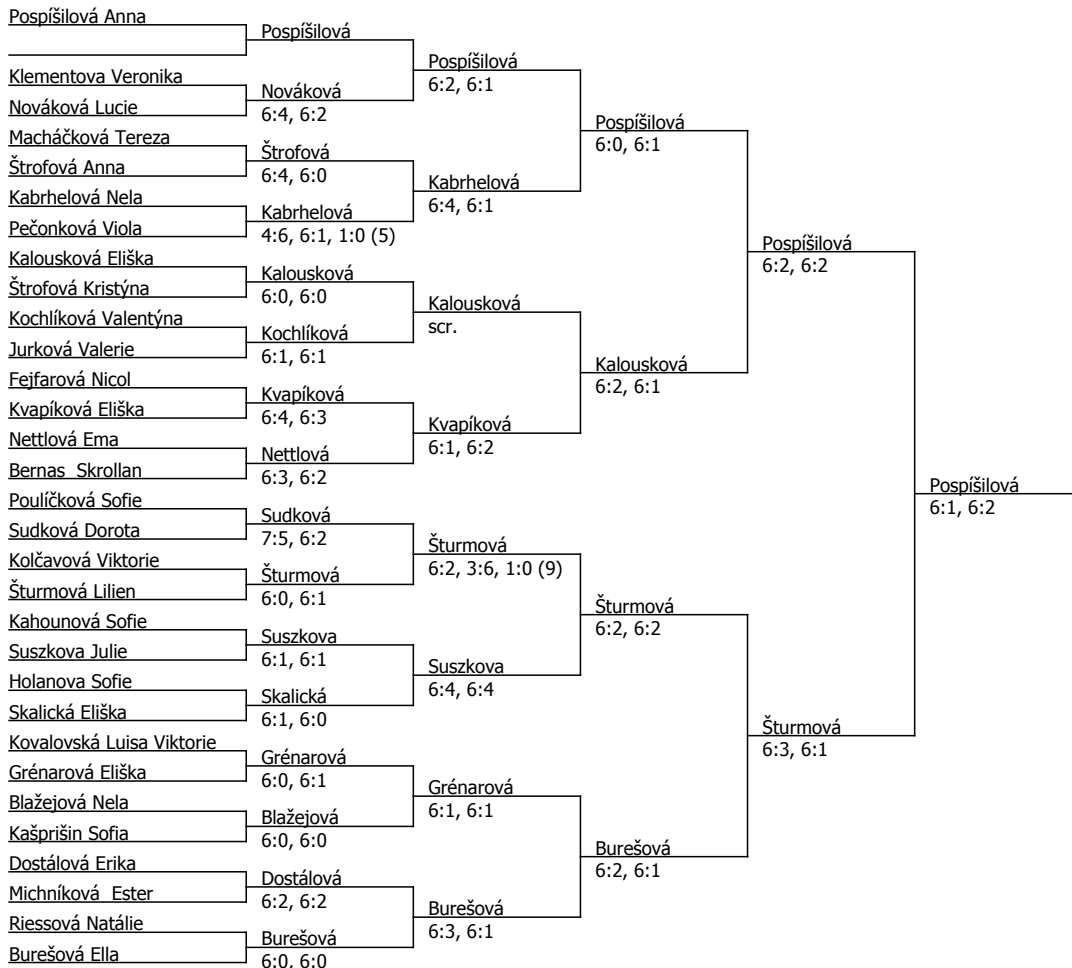 Pospíšilová Anna
Klementova Veronika
Nováková Lucie
Macháčková Tereza
Štrofová Anna
Kabrhelová Nela
Pečonková Viola
Kalousková Eliška
Štrofová Kristýna
Kochlíková Valentýna
Jurková Valerie
Fejfarová Nicol
Kvapíková Eliška
Nettlová Ema
Bernas Skrollan
Poulíčková Sofie
Sudková Dorota
Kolčavová Viktorie
Šturmová Lilien
Kahounová Sofie
Suszkova Julie
Holanova Sofie
Skalická Eliška
Kovalovská Luisa Viktorie
Grénarová Eliška
Blažejová Nela
Kašprišin Sofia
Dostálová Erika
Michníková Ester
Riessová Natálie
Burešová Ella
Pospíšilová
Nováková
6:4, 6:2
Štrofová
6:4, 6:0
Kabrhelová
4:6, 6:1, 1:0 (5)
Kalousková
6:0, 6:0
Kochlíková
6:1, 6:1
Kvapíková
6:4, 6:3
Nettlová
6:3, 6:2
Sudková
7:5, 6:2
Šturmová
6:0, 6:1
Suszkova
6:1, 6:1
Skalická
6:1, 6:0
Grénarová
6:0, 6:1
Blažejová
6:0, 6:0
Dostálová
6:2, 6:2
Burešová
6:0, 6:0
Pospíšilová
6:2, 6:1
Kabrhelová
6:4, 6:1
Kalousková
scr.
Kvapíková
6:1, 6:2
Šturmová
6:2, 3:6, 1:0 (9)
Suszkova
6:4, 6:4
Grénarová
6:1, 6:1
Burešová
6:3, 6:1
Pospíšilová
6:0, 6:1
Kalousková
6:2, 6:1
Šturmová
6:2, 6:2
Burešová
6:2, 6:1
Pospíšilová
6:2, 6:2
Šturmová
6:3, 6:1
Pospíšilová
6:1, 6:2